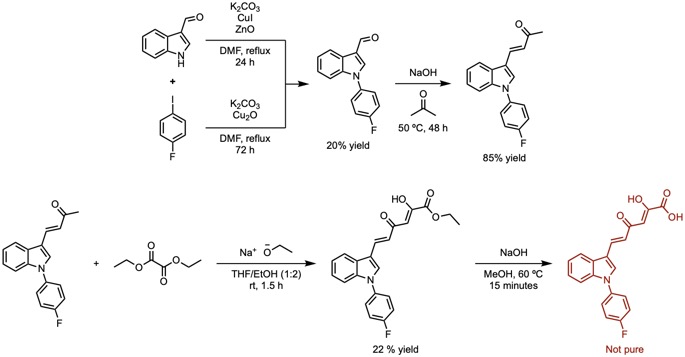 K₂CO₃
CuI
ZnO
DMF, reflux
24 h
O
N
H
+
I
F
K₂CO₃
Cu₂O
DMF, reflux
72 h
O
N
F
20% yield
NaOH
O
50 ºC, 48 h
O
N
F
85% yield
O
N
F
+
O
O
O
O
Na⁺ ⁻O
THF/EtOH (1:2)
rt, 1.5 h
HO
O
O
O
N
F
22 % yield
NaOH
MeOH, 60 ºC
15 minutes
HO
O
O
OH
N
F
Not pure